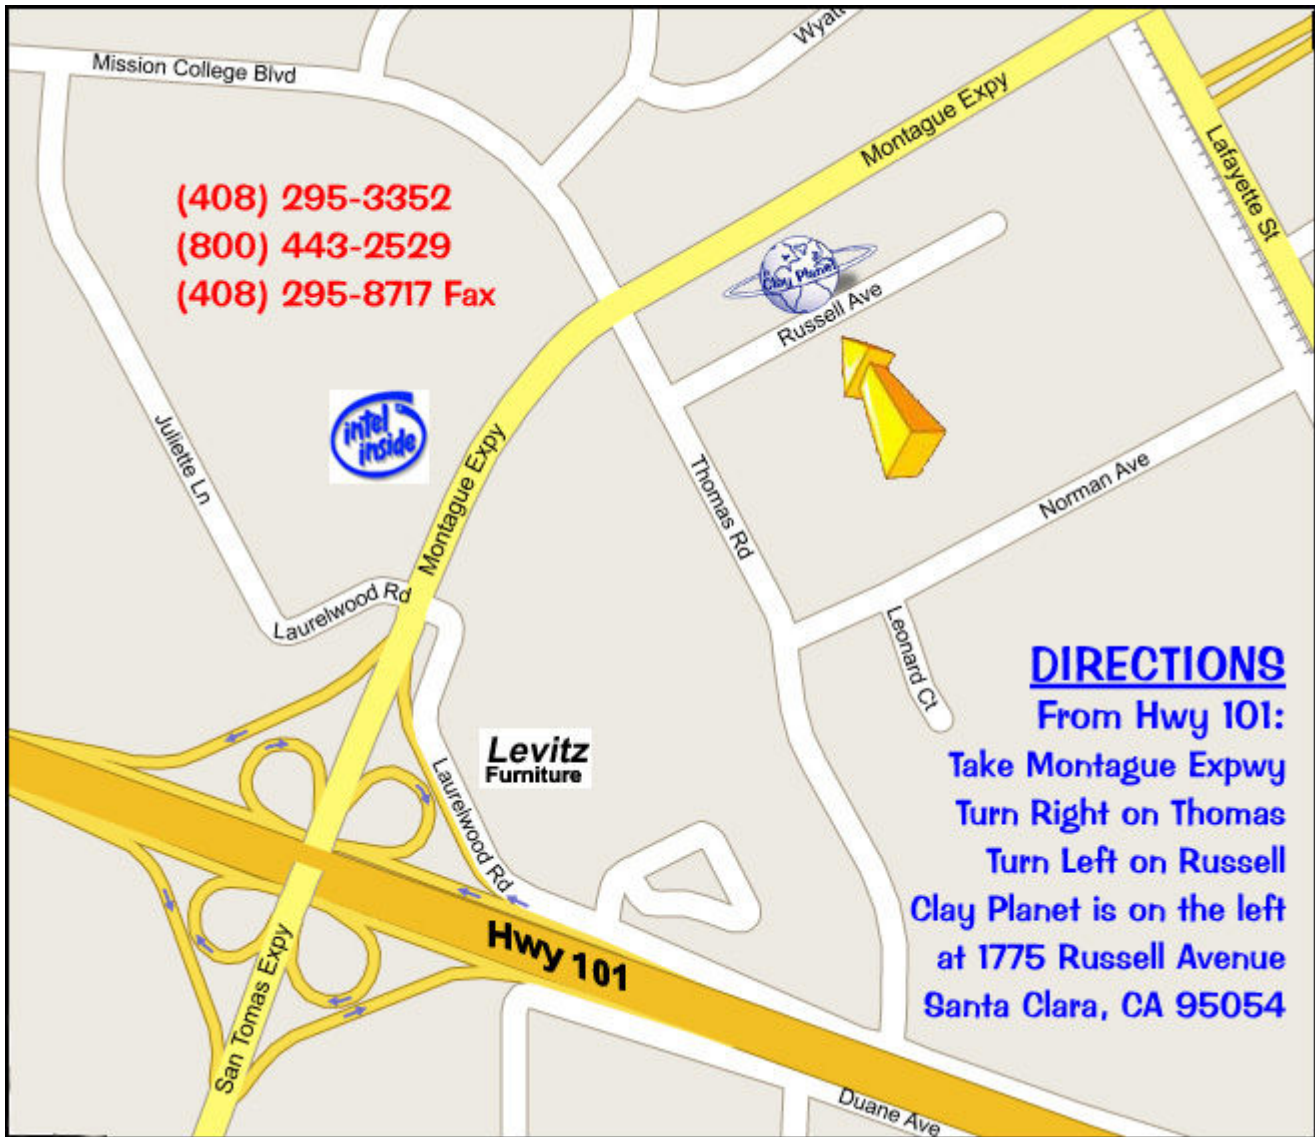 Mission College Blvd
Wyatt
Montague Expy
Lafayette St
(408) 295-3352
(800) 443-2529
(408) 295-8717 Fax
Clay Planet
Russell Ave
intel
inside
Juliette Ln
Montague Expy
Thomas Rd
Norman Ave
Laurelwood Rd
Leonard Ct
Levitz
Furniture
Laurelwood Rd
Hwy 101
San Tomas Expy
Duane Ave
DIRECTIONS
From Hwy 101:
Take Montague Expwy
Turn Right on Thomas
Turn Left on Russell
Clay Planet is on the left
at 1775 Russell Avenue
Santa Clara, CA 95054